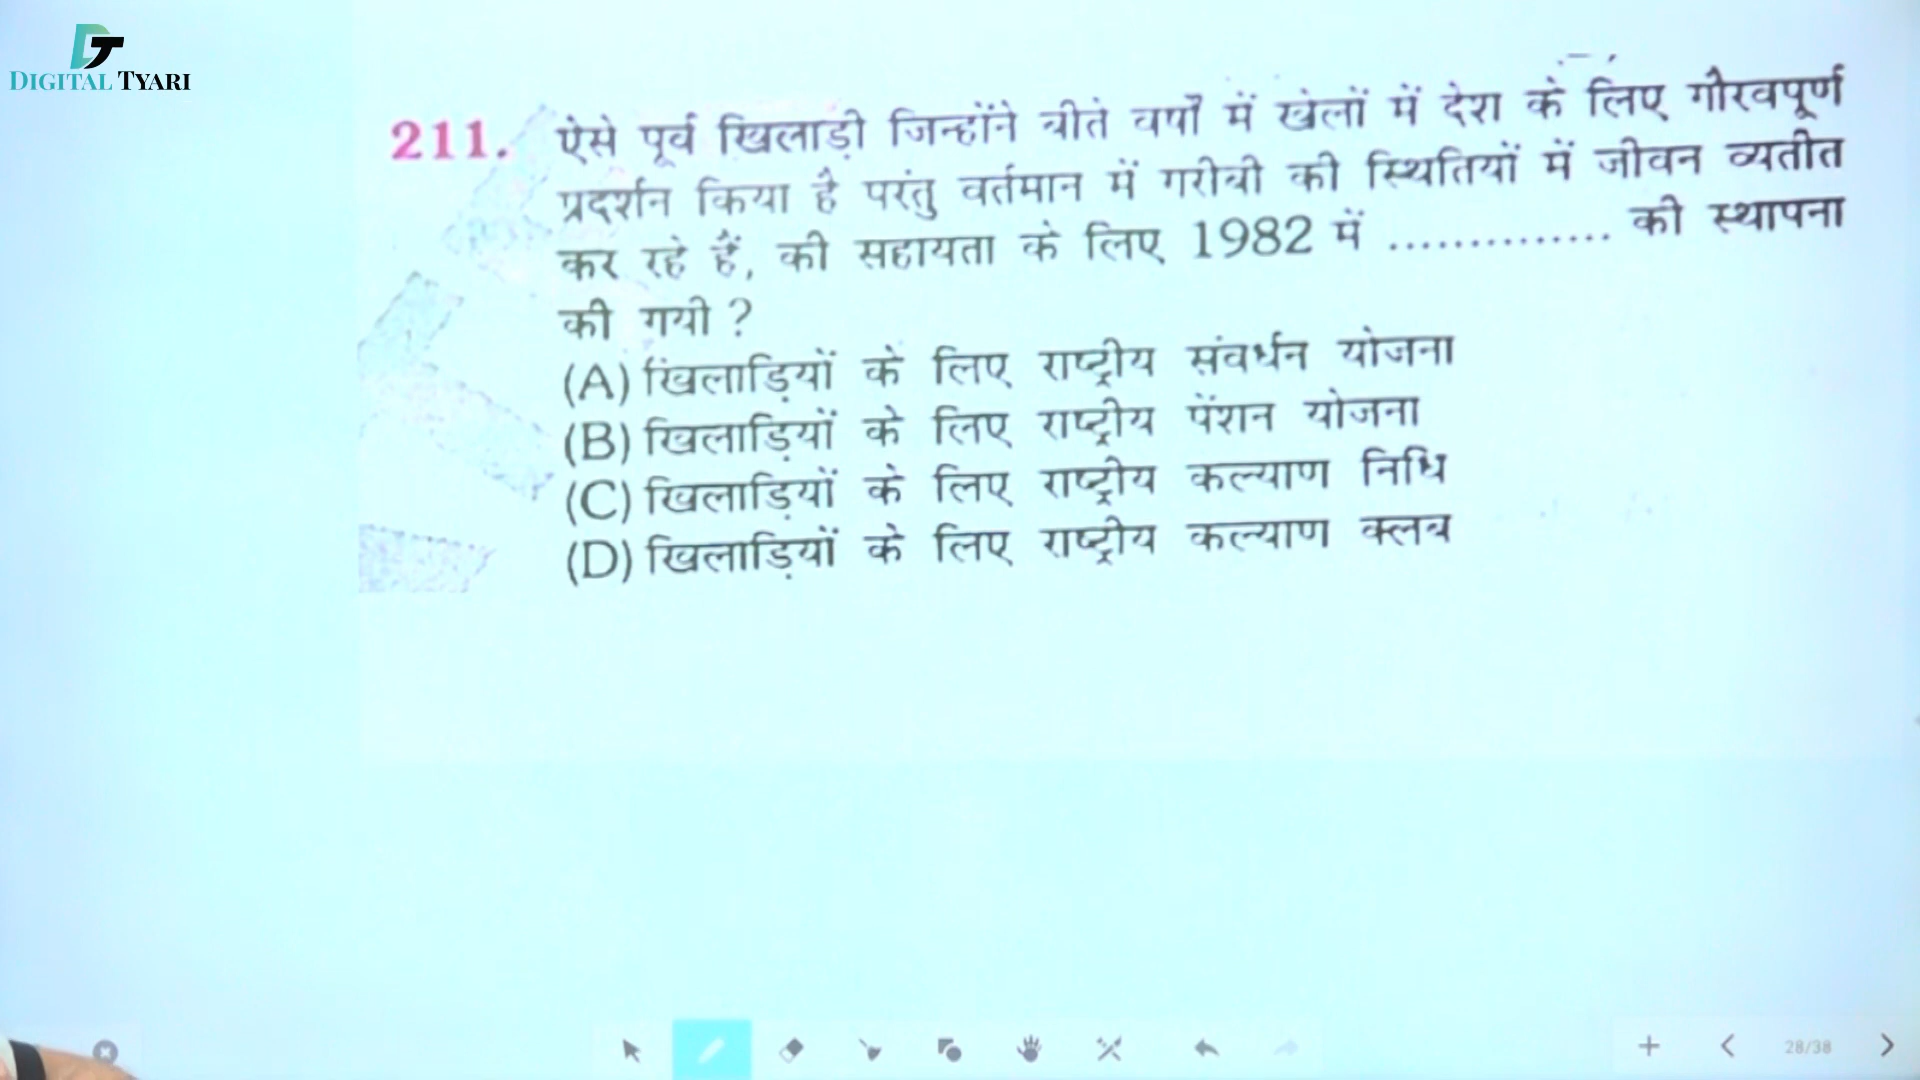 DT
DIGITAL TYARI
211. ऐसे पूर्व खिलाड़ी जिन्होंने बीते वर्षों में खेलों में देश के लिए गौरवपूर्ण
प्रदर्शन किया है परंतु वर्तमान में गरीबी की स्थितियों में जीवन व्यतीत
कर रहे हैं, की सहायता के लिए 1982 में .............. की स्थापना
की गयी ?
(A) खिलाड़ियों के लिए राष्ट्रीय संवर्धन योजना
(B) खिलाड़ियों के लिए राष्ट्रीय पेंशन योजना
(C) खिलाड़ियों के लिए राष्ट्रीय कल्याण निधि
(D) खिलाड़ियों के लिए राष्ट्रीय कल्याण क्लब
28/38